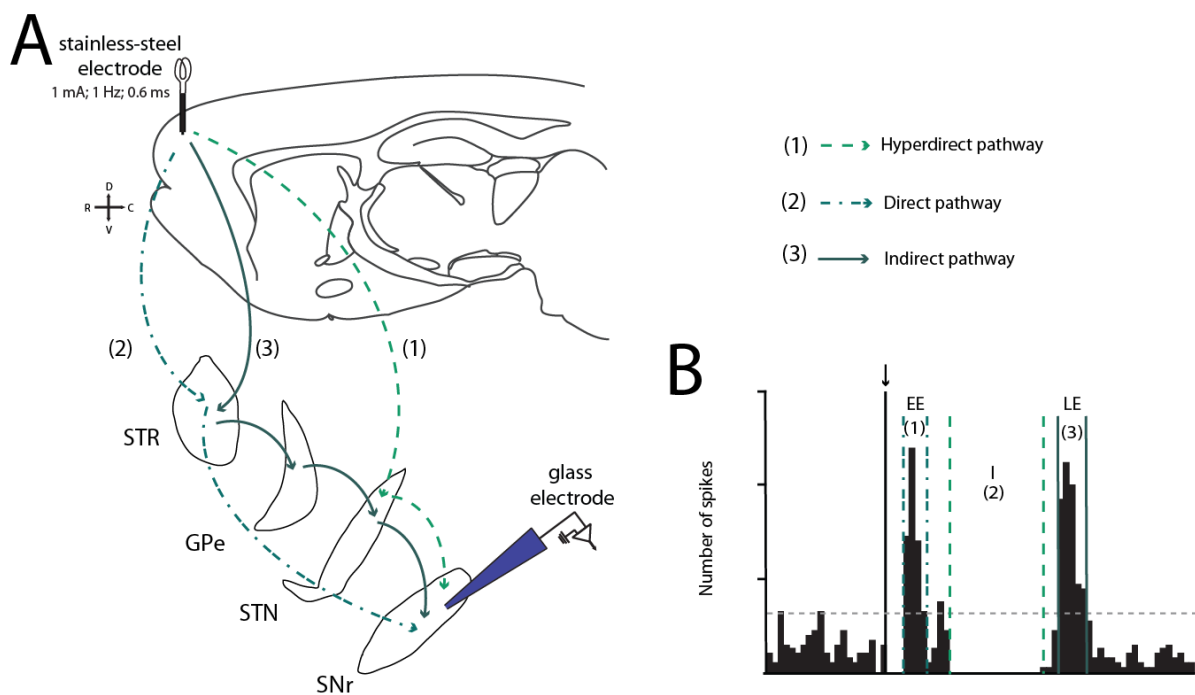 A
stainless-steel
electrode
1 mA; 1 Hz; 0.6 ms
D
R
C
V
(2)
(3)
(1)
STR
GPe
STN
SNr
glass
electrode
(1) Hyperdirect pathway
(2) Direct pathway
(3) Indirect pathway
B
Number of spikes
EE
(1)
I
(2)
LE
(3)